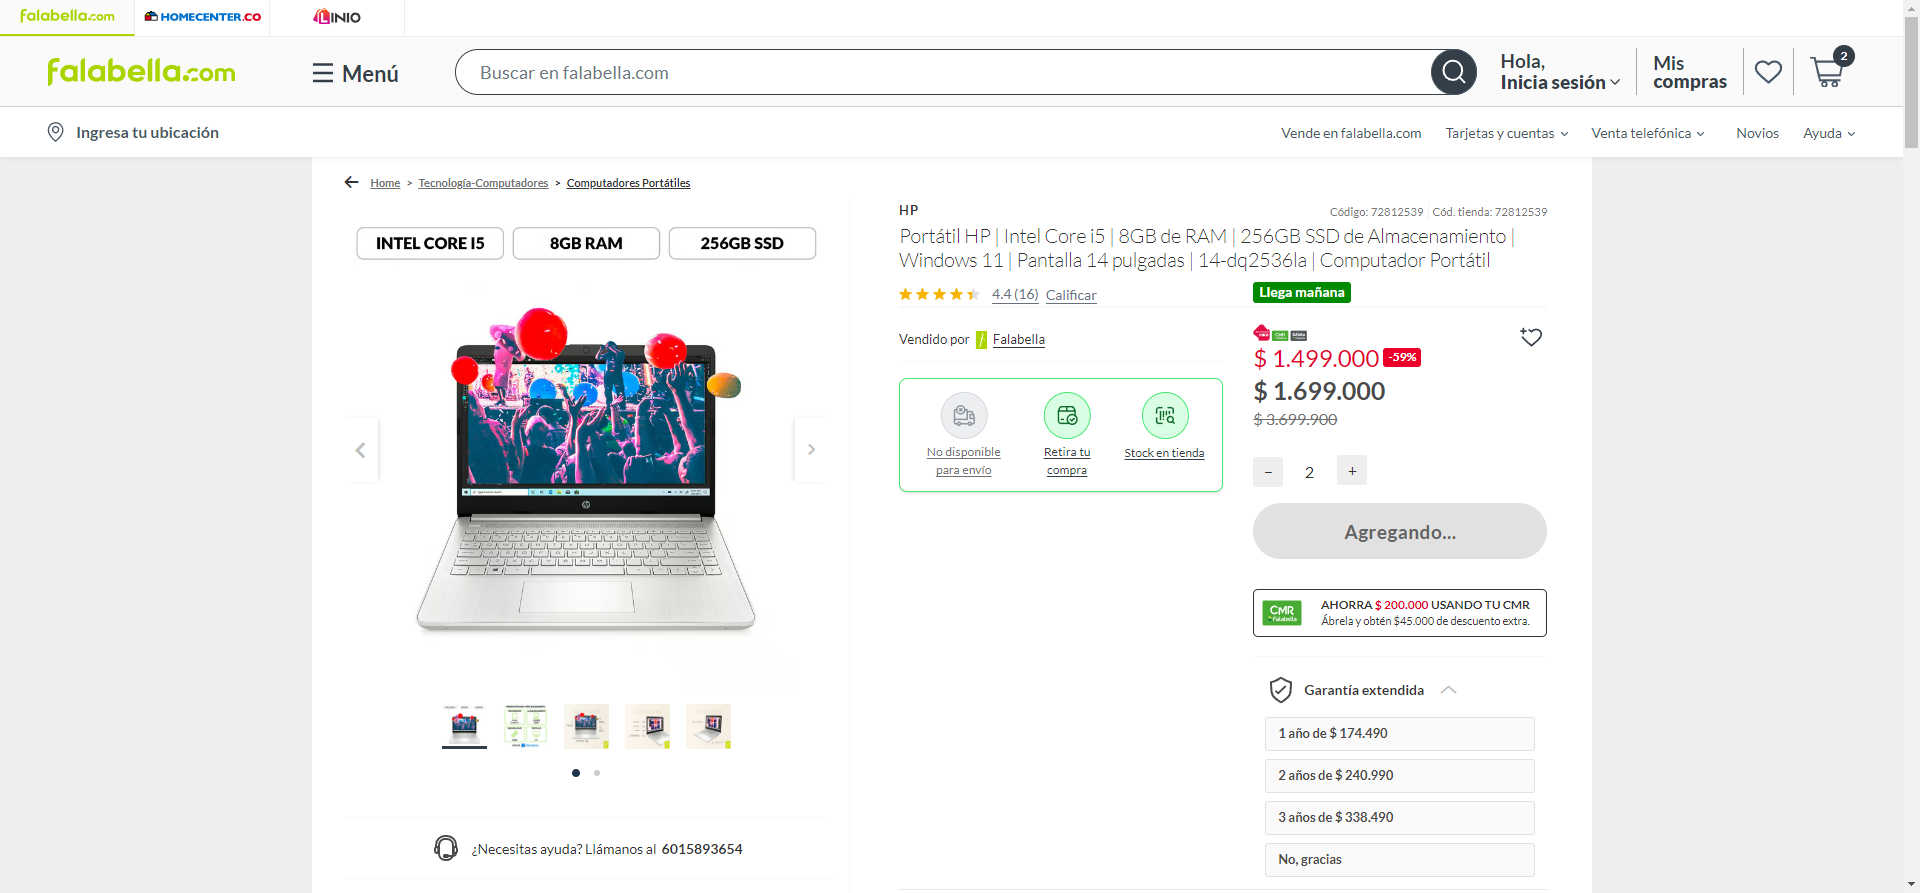 falabella.com
HOMECENTER.CO
LINIO
falabella.com
Menú
Buscar en falabella.com
Hola,
Inicia sesión
Mis
compras
2
Ingresa tu ubicación
Vende en falabella.com
Tarjetas y cuentas
Venta telefónica
Novios
Ayuda
Home > Tecnología-Computadores > Computadores Portátiles
INTEL CORE I5
8GB RAM
256GB SSD
HP
Código: 72812539
Cód. tienda: 72812539
Portátil HP | Intel Core i5 | 8GB de RAM | 256GB SSD de Almacenamiento |
Windows 11 | Pantalla 14 pulgadas | 14-dq2536la | Computador Portátil
4.4 (16)
Calificar
Llega mañana
Vendido por
Falabella
$ 1.499.000
-59%
$ 1.699.000
$ 3.699.900
No disponible
para envío
Retira tu
compra
Stock en tienda
-
2
+
Agregando...
CMR
Falabella
AHORRA $ 200.000 USANDO TU CMR
Ábrela y obtén $45.000 de descuento extra.
Garantía extendida
1 año de $ 174.490
2 años de $ 240.990
3 años de $ 338.490
No, gracias
¿Necesitas ayuda? Llámanos al 6015893654